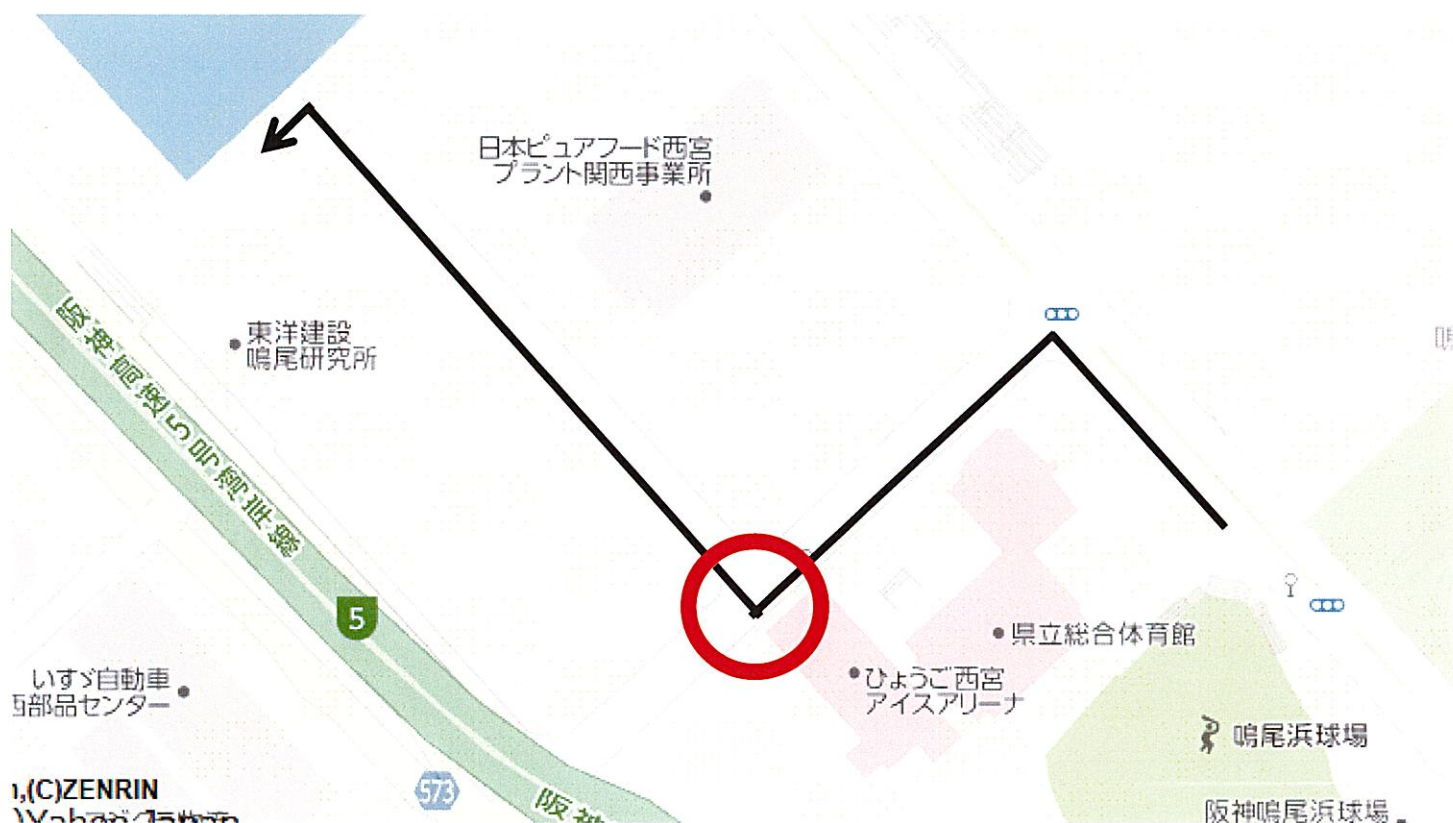 日本ピュアフード西宮
プラント関西事業所
東洋建設
鳴尾研究所
阪神高速5号湾岸線
5
県立総合体育館
ひょうご西宮
アイスアリーナ
いすゞ自動車
部品センター
鳴尾浜球場
573
阪神
阪神鳴尾浜球場
,(C)ZENRIN
)Yahoo Japan